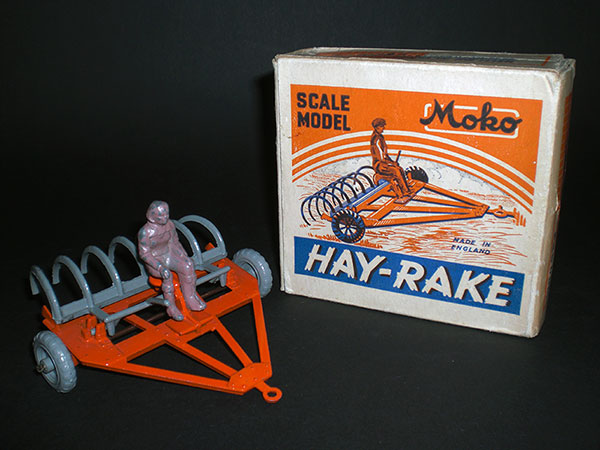 SCALE
MODEL
Moko
MADE IN
ENGLAND
HAY-RAKE